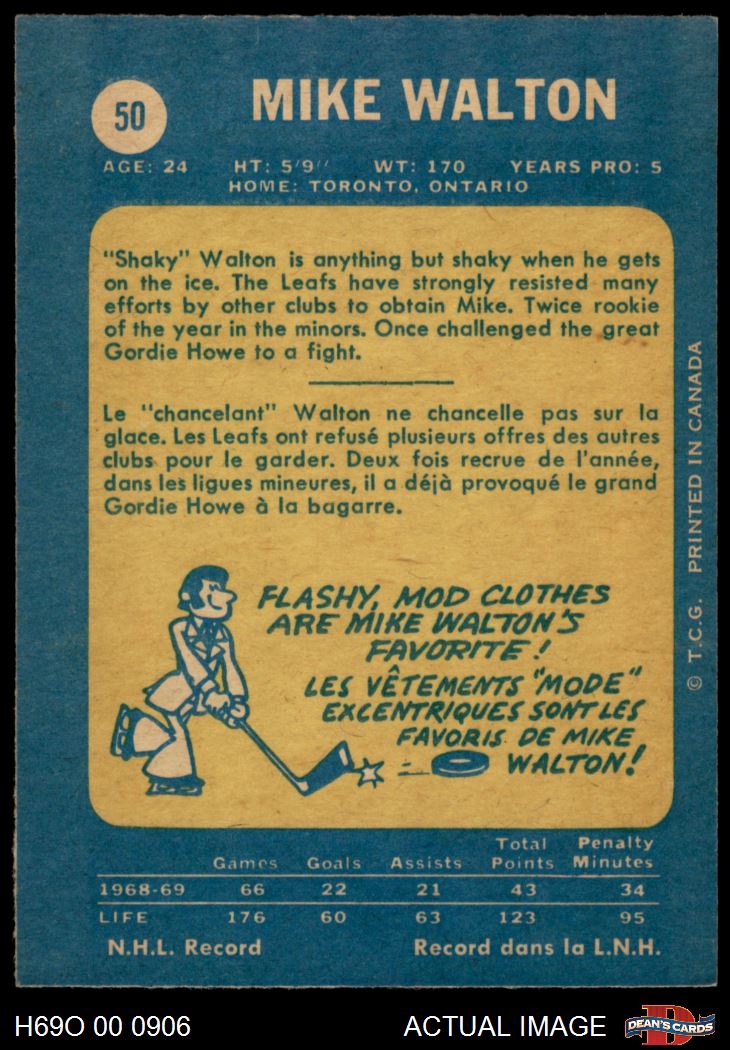 50
MIKE WALTON
AGE: 24 HT: 5'9'' WT: 170 YEARS PRO: 5
HOME: TORONTO, ONTARIO
"Shaky" Walton is anything but shaky when he gets
on the ice. The Leafs have strongly resisted many
efforts by other clubs to obtain Mike. Twice rookie
of the year in the minors. Once challenged the great
Gordie Howe to a fight.
Le "chancelant" Walton ne chancelle pas sur la
glace. Les Leafs ont refusé plusieurs offres des autres
clubs pour le garder. Deux fois recrue de l'année,
dans les ligues mineures, il a déjà provoqué le grand
Gordie Howe à la bagarre.
FLASHY, MOD CLOTHES
ARE MIKE WALTON'S
FAVORITE!
LES VÊTEMENTS "MODE"
EXCENTRIQUES SONT LES
FAVORIS DE MIKE
WALTON!
© T.C.G. PRINTED IN CANADA
Total Penalty
Games Goals Assists Points Minutes
1968-69 66 22 21 43 34
LIFE 176 60 63 123 95
N.H.L. Record Record dans la L.N.H.
H69O 00 0906 ACTUAL IMAGE
D
DEAN'S CARDS